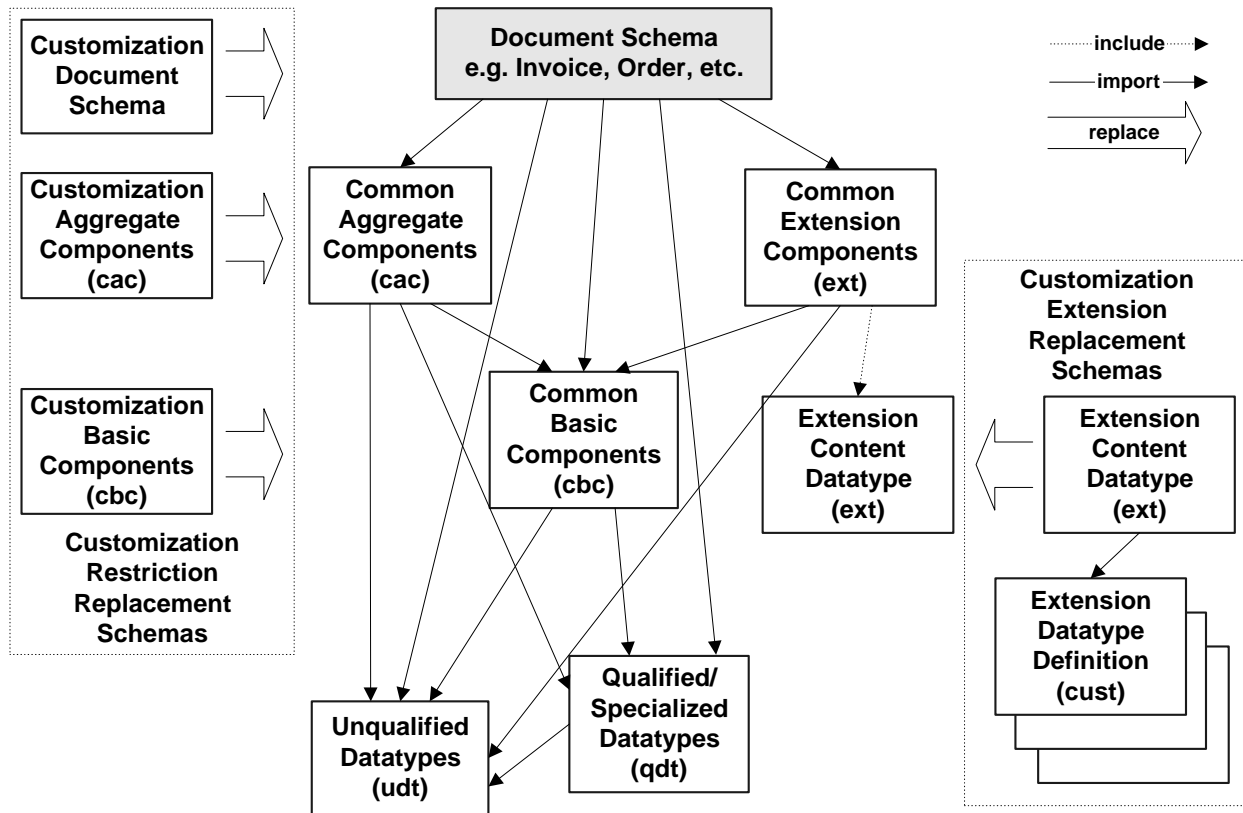 Customization
Document
Schema
Document Schema
e.g. Invoice, Order, etc.
include
import
replace
Customization
Aggregate
Components
(cac)
Common
Aggregate
Components
(cac)
Common
Extension
Components
(ext)
Customization
Extension
Replacement
Schemas
Customization
Basic
Components
(cbc)
Common
Basic
Components
(cbc)
Extension
Content
Datatype
(ext)
Extension
Content
Datatype
(ext)
Customization
Restriction
Replacement
Schemas
Extension
Datatype
Definition
(cust)
Unqualified
Datatypes
(udt)
Qualified/
Specialized
Datatypes
(qdt)